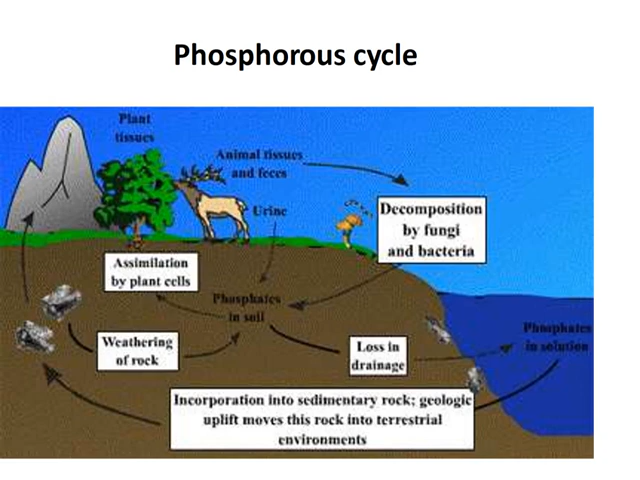 Phosphorous cycle
Plant
tissues
Animal tissues
and feces
Urine
Decomposition
by fungi
and bacteria
Assimilation
by plant cells
Phosphates
in soil
Weathering
of rock
Loss in
drainage
Phosphates
in solution
Incorporation into sedimentary rock; geologic
uplift moves this rock into terrestrial
environments